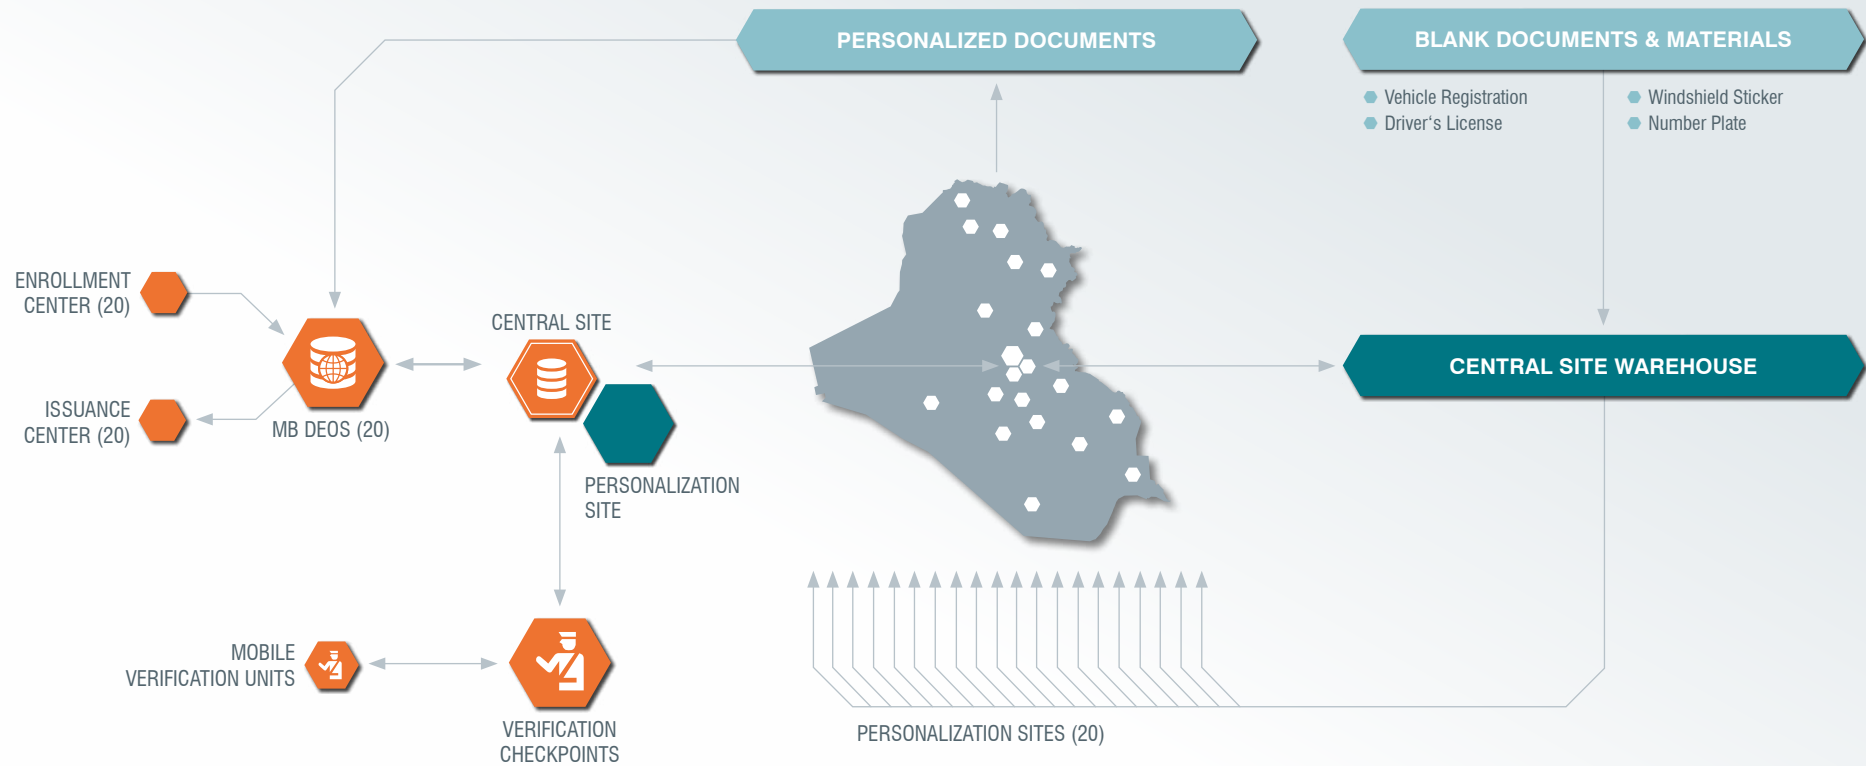 PERSONALIZED DOCUMENTS
BLANK DOCUMENTS & MATERIALS
Vehicle Registration
Driver‘s License
Windshield Sticker
Number Plate
ENROLLMENT
CENTER (20)
ISSUANCE
CENTER (20)
MB DEOS (20)
CENTRAL SITE
PERSONALIZATION
SITE
CENTRAL SITE WAREHOUSE
MOBILE
VERIFICATION UNITS
VERIFICATION
CHECKPOINTS
PERSONALIZATION SITES (20)